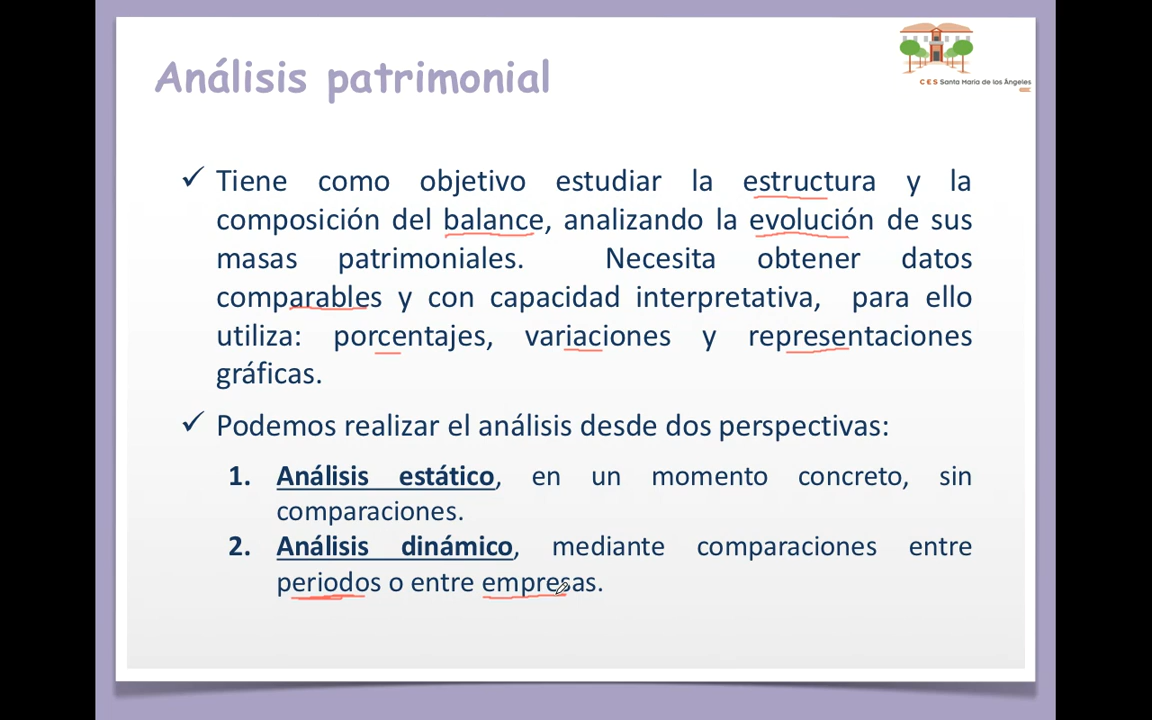 Análisis patrimonial
C E S Santa María de los Ángeles
✓ Tiene como objetivo estudiar la estructura y la
composición del balance, analizando la evolución de sus
masas patrimoniales. Necesita obtener datos
comparables y con capacidad interpretativa, para ello
utiliza: porcentajes, variaciones y representaciones
gráficas.
✓ Podemos realizar el análisis desde dos perspectivas:
1. Análisis estático, en un momento concreto, sin
comparaciones.
2. Análisis dinámico, mediante comparaciones entre
periodos o entre empresas.